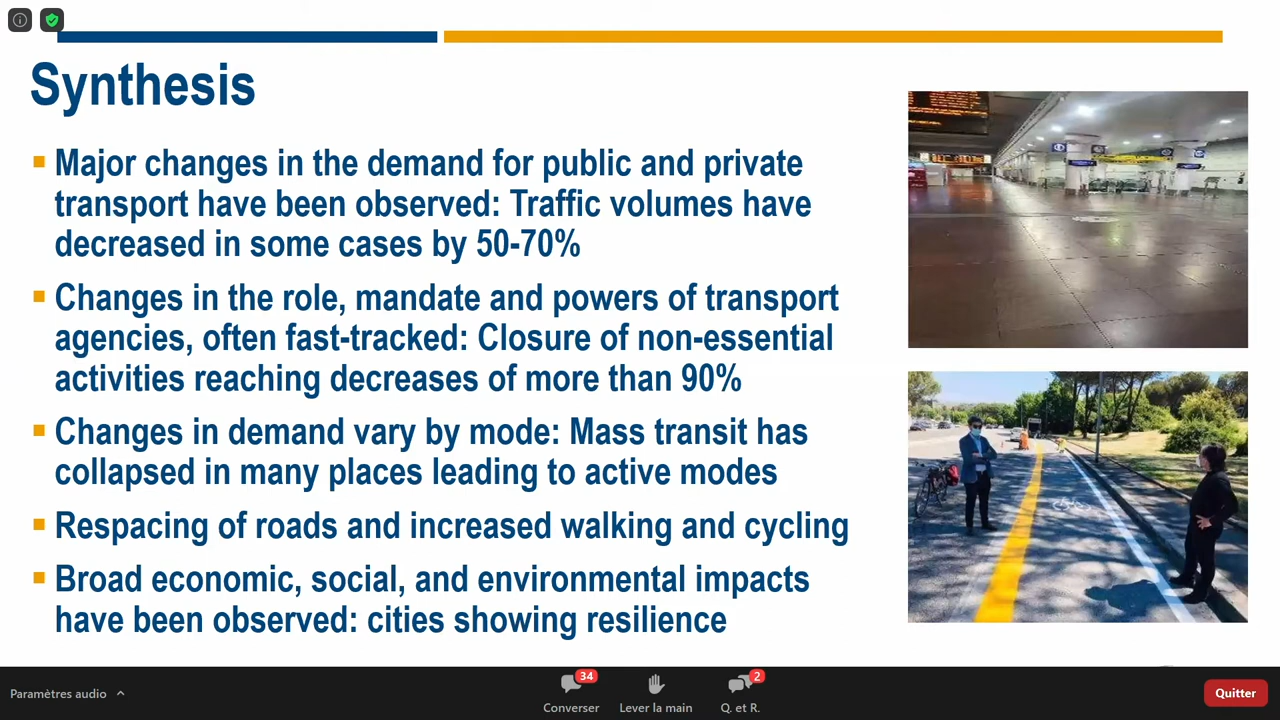 Synthesis
Major changes in the demand for public and private
transport have been observed: Traffic volumes have
decreased in some cases by 50-70%
Changes in the role, mandate and powers of transport
agencies, often fast-tracked: Closure of non-essential
activities reaching decreases of more than 90%
Changes in demand vary by mode: Mass transit has
collapsed in many places leading to active modes
Respacing of roads and increased walking and cycling
Broad economic, social, and environmental impacts
have been observed: cities showing resilience
Paramètres audio
34
Converser
Lever la main
2
Q. et R.
Quitter